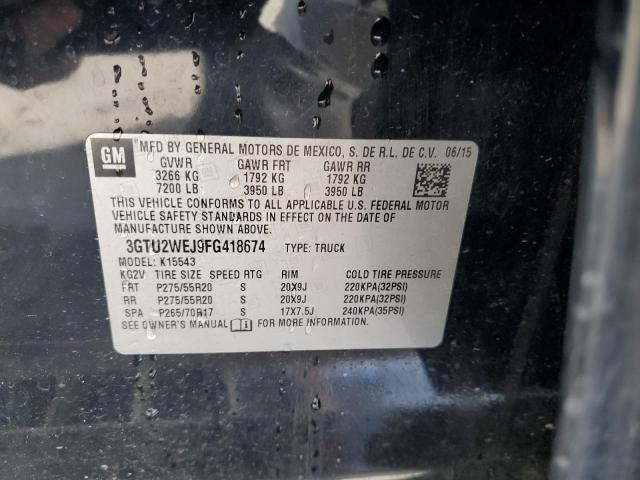 GM
MFD BY GENERAL MOTORS DE MEXICO, S. DE R.L. DE C.V. 06/15
GVWR GAWR FRT GAWR RR
3266 KG 1792 KG 1792 KG
7200 LB 3950 LB 3950 LB
THIS VEHICLE CONFORMS TO ALL APPLICABLE U.S. FEDERAL MOTOR
VEHICLE SAFETY STANDARDS IN EFFECT ON THE DATE OF
MANUFACTURE SHOWN ABOVE.
3GTU2WEJ9FG418674 TYPE: TRUCK
MODEL: K15543
KG2V TIRE SIZE SPEED RTG RIM COLD TIRE PRESSURE
FRT P275/55R20 S 20X9J 220KPA(32PSI)
RR P275/55R20 S 20X9J 220KPA(32PSI)
SPA P265/70R17 S 17X7.5J 240KPA(35PSI)
SEE OWNER'S MANUAL FOR MORE INFORMATION.